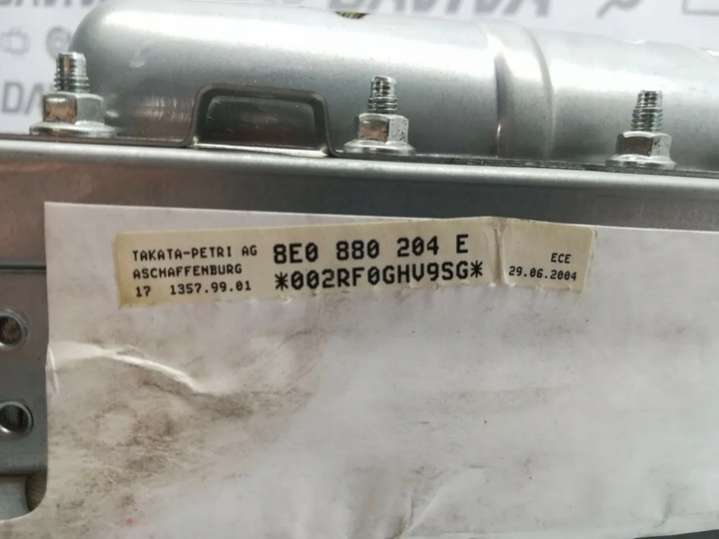 TAKATA-PETRI AG
ASCHAFFENBURG
17 1357.99.01
8E0 880 204 E
*002RF0GHV9SG*
ECE
29.06.2004